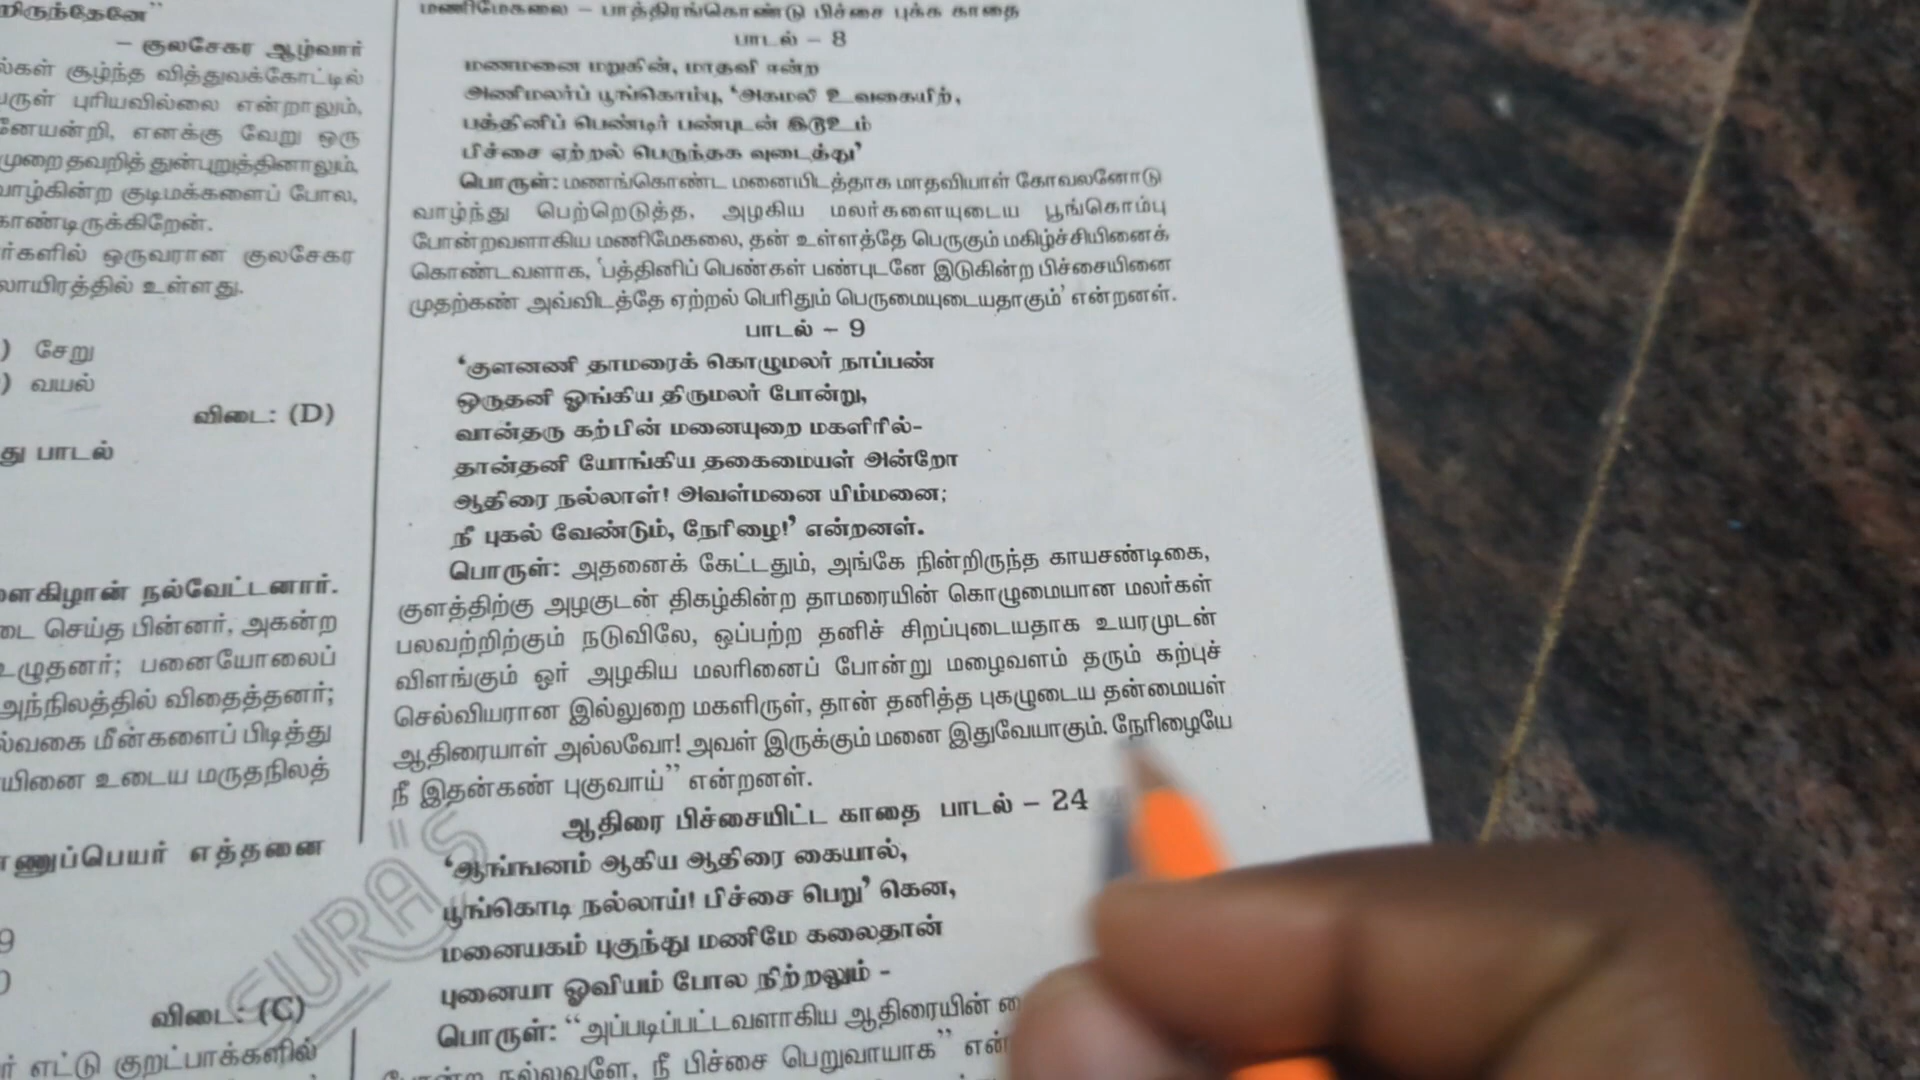 றிருந்தேனே”
– குலசேகர ஆழ்வார்
ல்கள் சூழ்ந்த வித்துவக்கோட்டில்
பருள் புரியவில்லை என்றாலும்,
னேயன்றி, எனக்கு வேறு ஒரு
முறை தவறித் துன்புறுத்தினாலும்,
வாழ்கின்ற குடிமக்களைப் போல,
காண்டிருக்கிறேன்.
ர்களில் ஒருவரான குலசேகர
லாயிரத்தில் உள்ளது.
) சேறு
) வயல்
விடை: (D)
து பாடல்
ளைகிழான் நல்வேட்டனார்.
டை செய்த பின்னர், அகன்ற
உழுதனர்; பனையோலைப்
அந்நிலத்தில் விதைத்தனர்;
ல்வகை மீன்களைப் பிடித்து
யினை உடைய மருதநிலத்
ணுப்பெயர் எத்தனை
9
விடை: (C)
ர் எட்டு குறட்பாக்களில்
மணிமேகலை – பாத்திரங்கொண்டு பிச்சை புக்க காதை
பாடல் – 8
மணமனை மறுகின், மாதவி ஈன்ற
அணிமலர்ப் பூங்கொம்பு, ‘அகமலி உவகையிற்,
பத்தினிப் பெண்டிர் பண்புடன் இடூஉம்
பிச்சை ஏற்றல் பெருந்தக வுடைத்து’
பொருள்: மணங்கொண்ட மனையிடத்தாக மாதவியாள் கோவலனோடு
வாழ்ந்து பெற்றெடுத்த, அழகிய மலர்களையுடைய பூங்கொம்பு
போன்றவளாகிய மணிமேகலை, தன் உள்ளத்தே பெருகும் மகிழ்ச்சியினைக்
கொண்டவளாக, ‘பத்தினிப் பெண்கள் பண்புடனே இடுகின்ற பிச்சையினை
முதற்கண் அவ்விடத்தே ஏற்றல் பெரிதும் பெருமையுடையதாகும்’ என்றனள்.
பாடல் – 9
‘குளனணி தாமரைக் கொழுமலர் நாப்பண்
ஒருதனி ஓங்கிய திருமலர் போன்று,
வான்தரு கற்பின் மனையுறை மகளிரில்-
தான்தனி யோங்கிய தகைமையள் அன்றோ
ஆதிரை நல்லாள்! அவள்மனை யிம்மனை;
நீ புகல் வேண்டும், நேரிழை!’ என்றனள்.
பொருள்: அதனைக் கேட்டதும், அங்கே நின்றிருந்த காயசண்டிகை,
குளத்திற்கு அழகுடன் திகழ்கின்ற தாமரையின் கொழுமையான மலர்கள்
பலவற்றிற்கும் நடுவிலே, ஒப்பற்ற தனிச் சிறப்புடையதாக உயரமுடன்
விளங்கும் ஓர் அழகிய மலரினைப் போன்று மழைவளம் தரும் கற்புச்
செல்வியரான இல்லுறை மகளிருள், தான் தனித்த புகழுடைய தன்மையள்
ஆதிரையாள் அல்லவோ! அவள் இருக்கும் மனை இதுவேயாகும். நேரிழையே
நீ இதன்கண் புகுவாய்” என்றனள்.
ஆதிரை பிச்சையிட்ட காதை பாடல் – 24
‘ஆங்ஙனம் ஆகிய ஆதிரை கையால்,
பூங்கொடி நல்லாய்! பிச்சை பெறு’ கென,
மனையகம் புகுந்து மணிமே கலைதான்
புனையா ஓவியம் போல நிற்றலும் -
பொருள்: “அப்படிப்பட்டவளாகிய ஆதிரையின்
போன்ற நல்லவளே, நீ பிச்சை பெறுவாயாக”
SURA'S